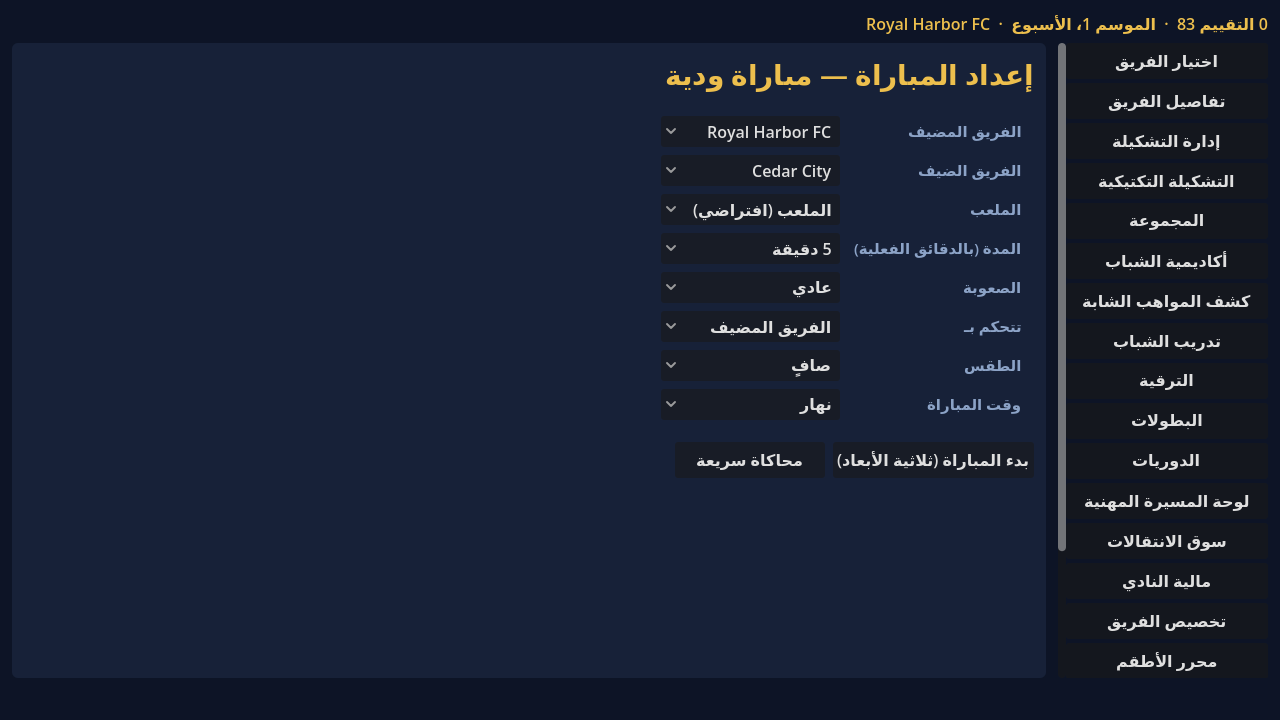 0 التقييم 83 · الموسم 1، الأسبوع · Royal Harbor FC
اختيار الفريق
تفاصيل الفريق
إدارة التشكيلة
التشكيلة التكتيكية
المجموعة
أكاديمية الشباب
كشف المواهب الشابة
تدريب الشباب
الترقية
البطولات
الدوريات
لوحة المسيرة المهنية
سوق الانتقالات
مالية النادي
تخصيص الفريق
محرر الأطقم
إعداد المباراة — مباراة ودية
الفريق المضيف Royal Harbor FC
الفريق الضيف Cedar City
الملعب الملعب (افتراضي)
المدة (بالدقائق الفعلية) 5 دقيقة
الصعوبة عادي
تتحكم بـ الفريق المضيف
الطقس صافٍ
وقت المباراة نهار
بدء المباراة (ثلاثية الأبعاد) محاكاة سريعة